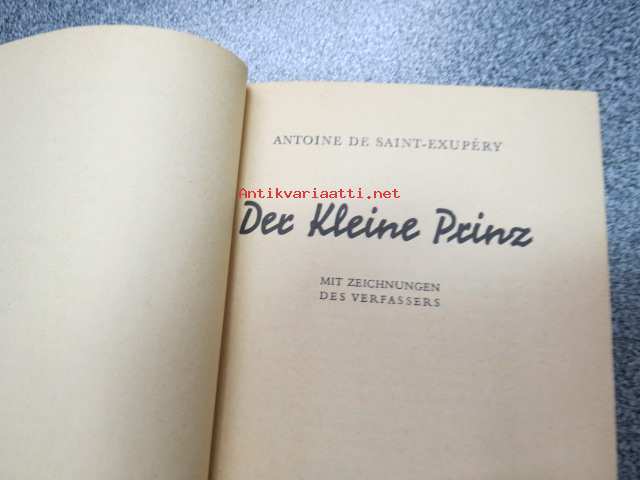 ANTOINE DE SAINT-EXUPÉRY
Antikvariaatti.net
Der Kleine Prinz
MIT ZEICHNUNGEN
DES VERFASSERS